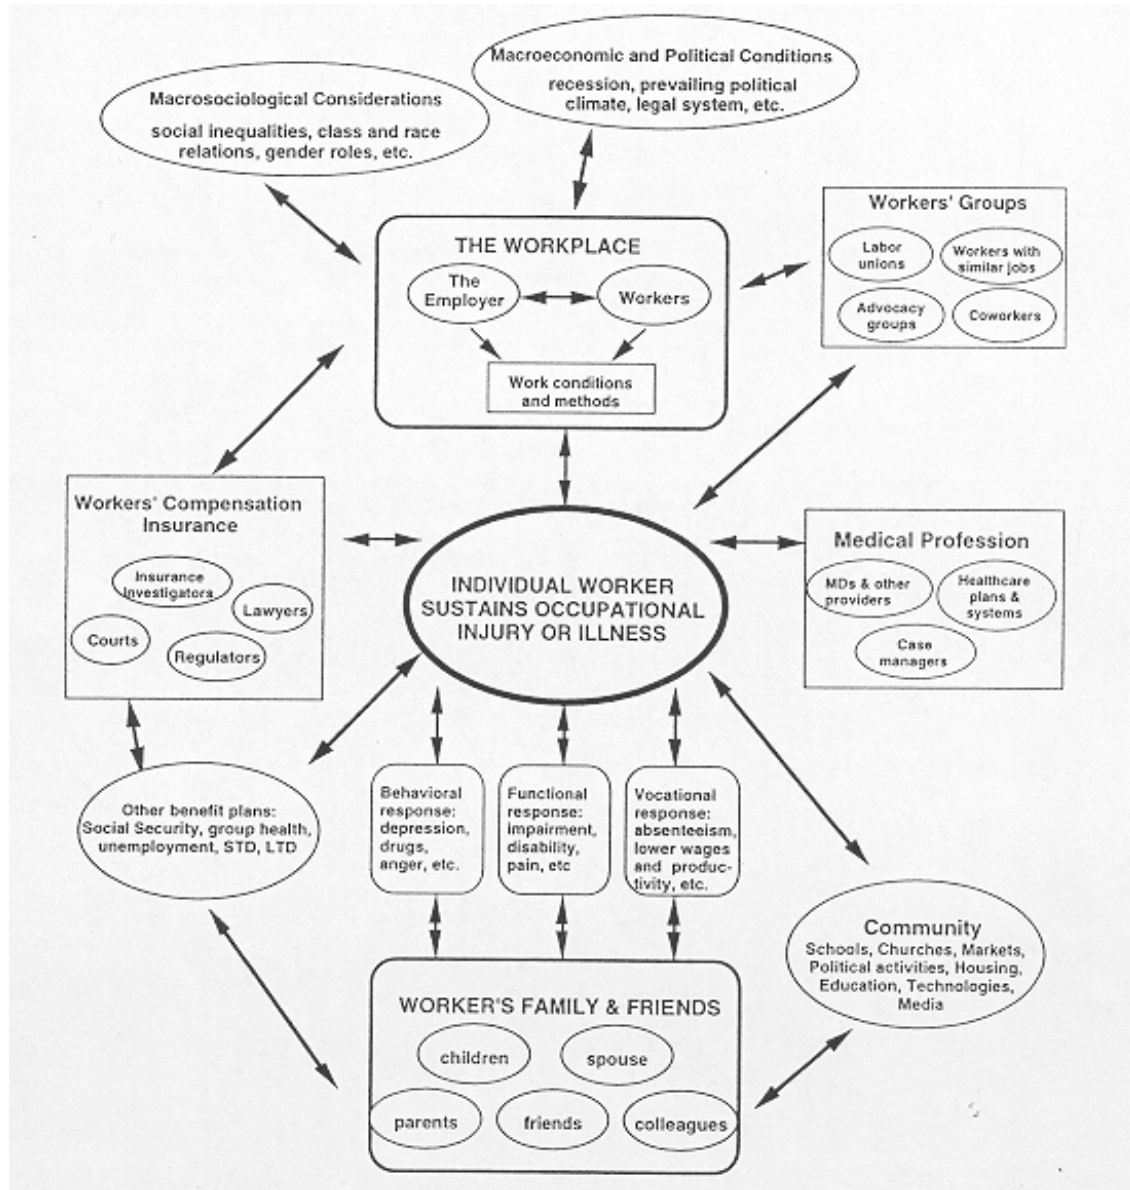 Macroeconomic and Political Conditions
recession, prevailing political
climate, legal system, etc.
Macrosociological Considerations
social inequalities, class and race
relations, gender roles, etc.
THE WORKPLACE
The
Employer
Workers
Work conditions
and methods
Workers' Groups
Labor
unions
Workers with
similar jobs
Advocacy
groups
Coworkers
Workers' Compensation
Insurance
Insurance
Investigators
Lawyers
Courts
Regulators
INDIVIDUAL WORKER
SUSTAINS OCCUPATIONAL
INJURY OR ILLNESS
Medical Profession
MDs & other
providers
Healthcare
plans &
systems
Case
managers
Other benefit plans:
Social Security, group health,
unemployment, STD, LTD
Behavioral
response:
depression,
drugs,
anger, etc.
Functional
response:
impairment,
disability,
pain, etc
Vocational
response:
absenteeism,
lower wages
and produc-
tivity, etc.
Community
Schools, Churches, Markets,
Political activities, Housing,
Education, Technologies,
Media
WORKER'S FAMILY & FRIENDS
children
spouse
parents
friends
colleagues